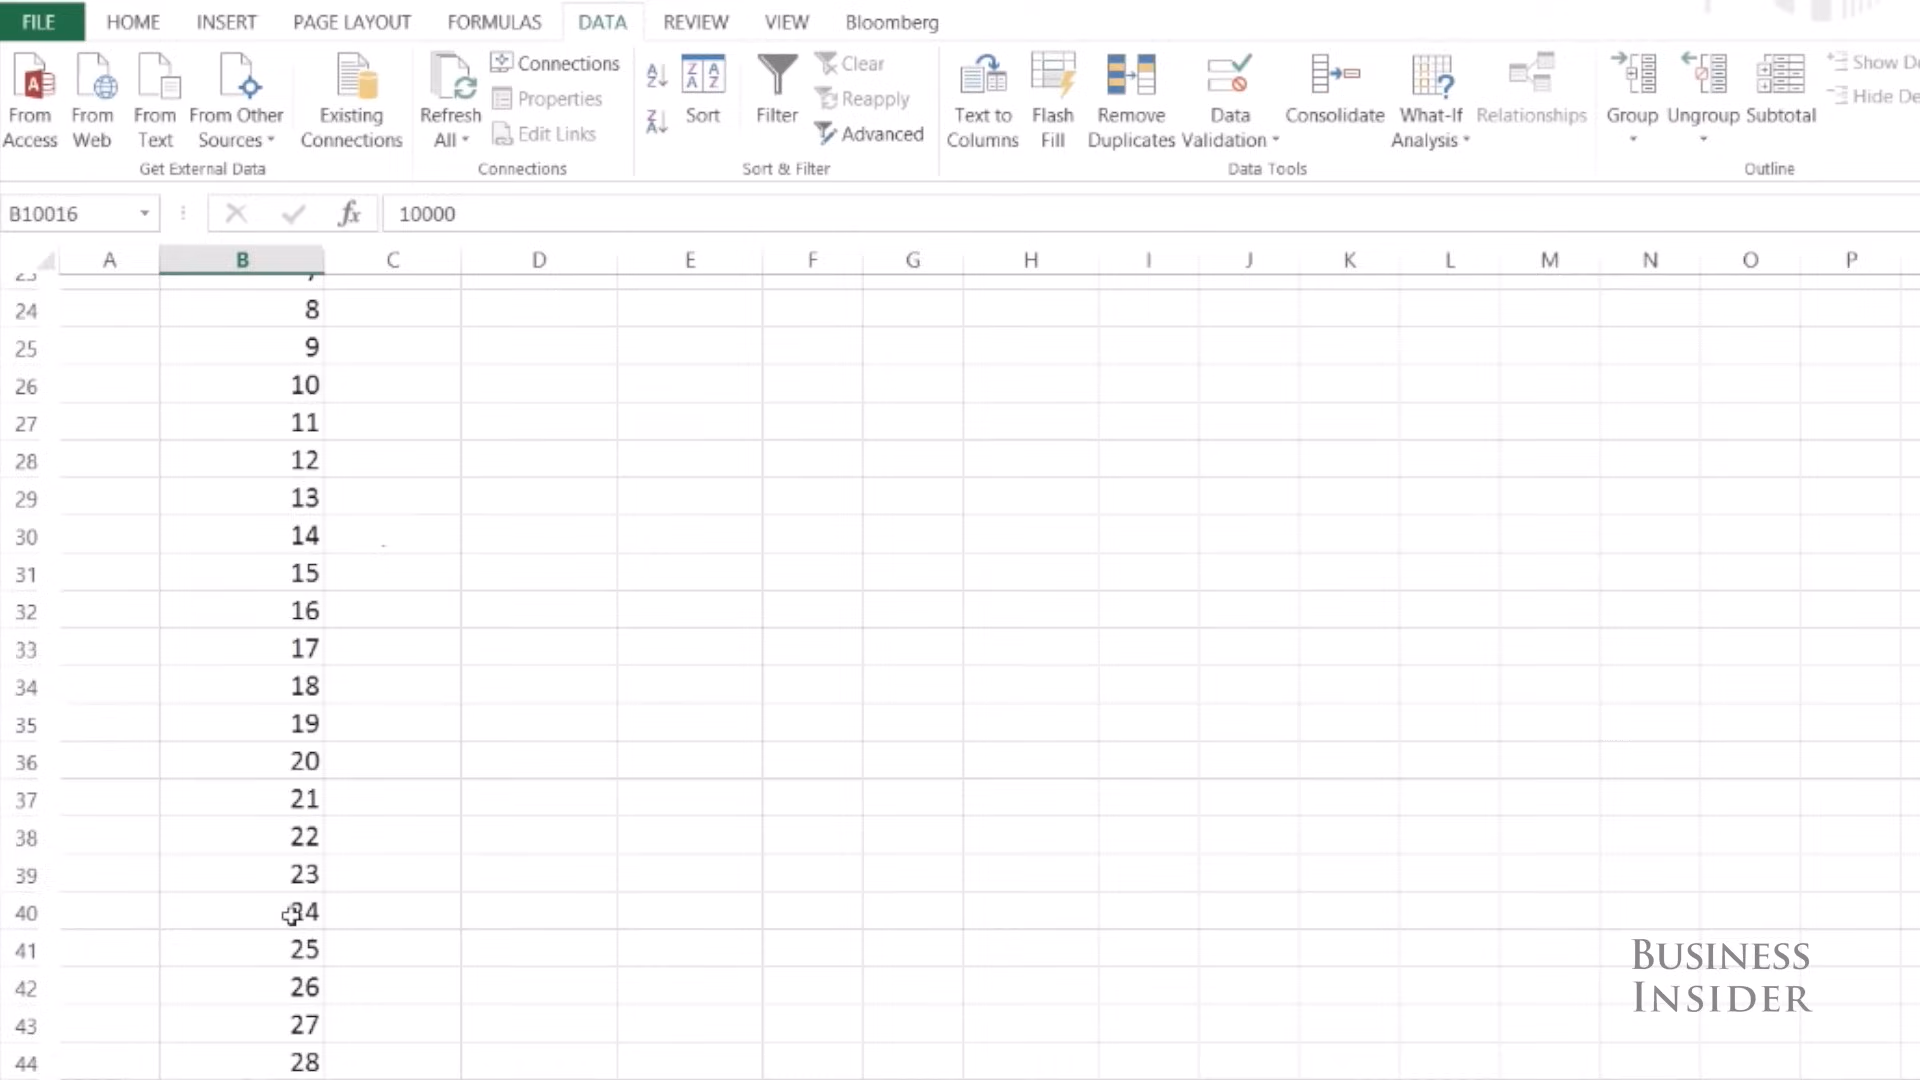 FILE HOME INSERT PAGE LAYOUT FORMULAS DATA REVIEW VIEW Bloomberg
From Access
From Web
From Text
From Other Sources
Existing Connections
Get External Data
Refresh All
Connections
Properties
Edit Links
Connections
Sort
Filter
Clear
Reapply
Advanced
Sort & Filter
Text to Columns
Flash Fill
Remove Duplicates
Data Validation
Consolidate
What-If Analysis
Relationships
Data Tools
Group
Ungroup
Subtotal
Show De
Hide De
Outline
B10016 fx 10000
A B C D E F G H I J K L M N O P
24 8
25 9
26 10
27 11
28 12
29 13
30 14
31 15
32 16
33 17
34 18
35 19
36 20
37 21
38 22
39 23
40 24
41 25
42 26
43 27
44 28
BUSINESS
INSIDER